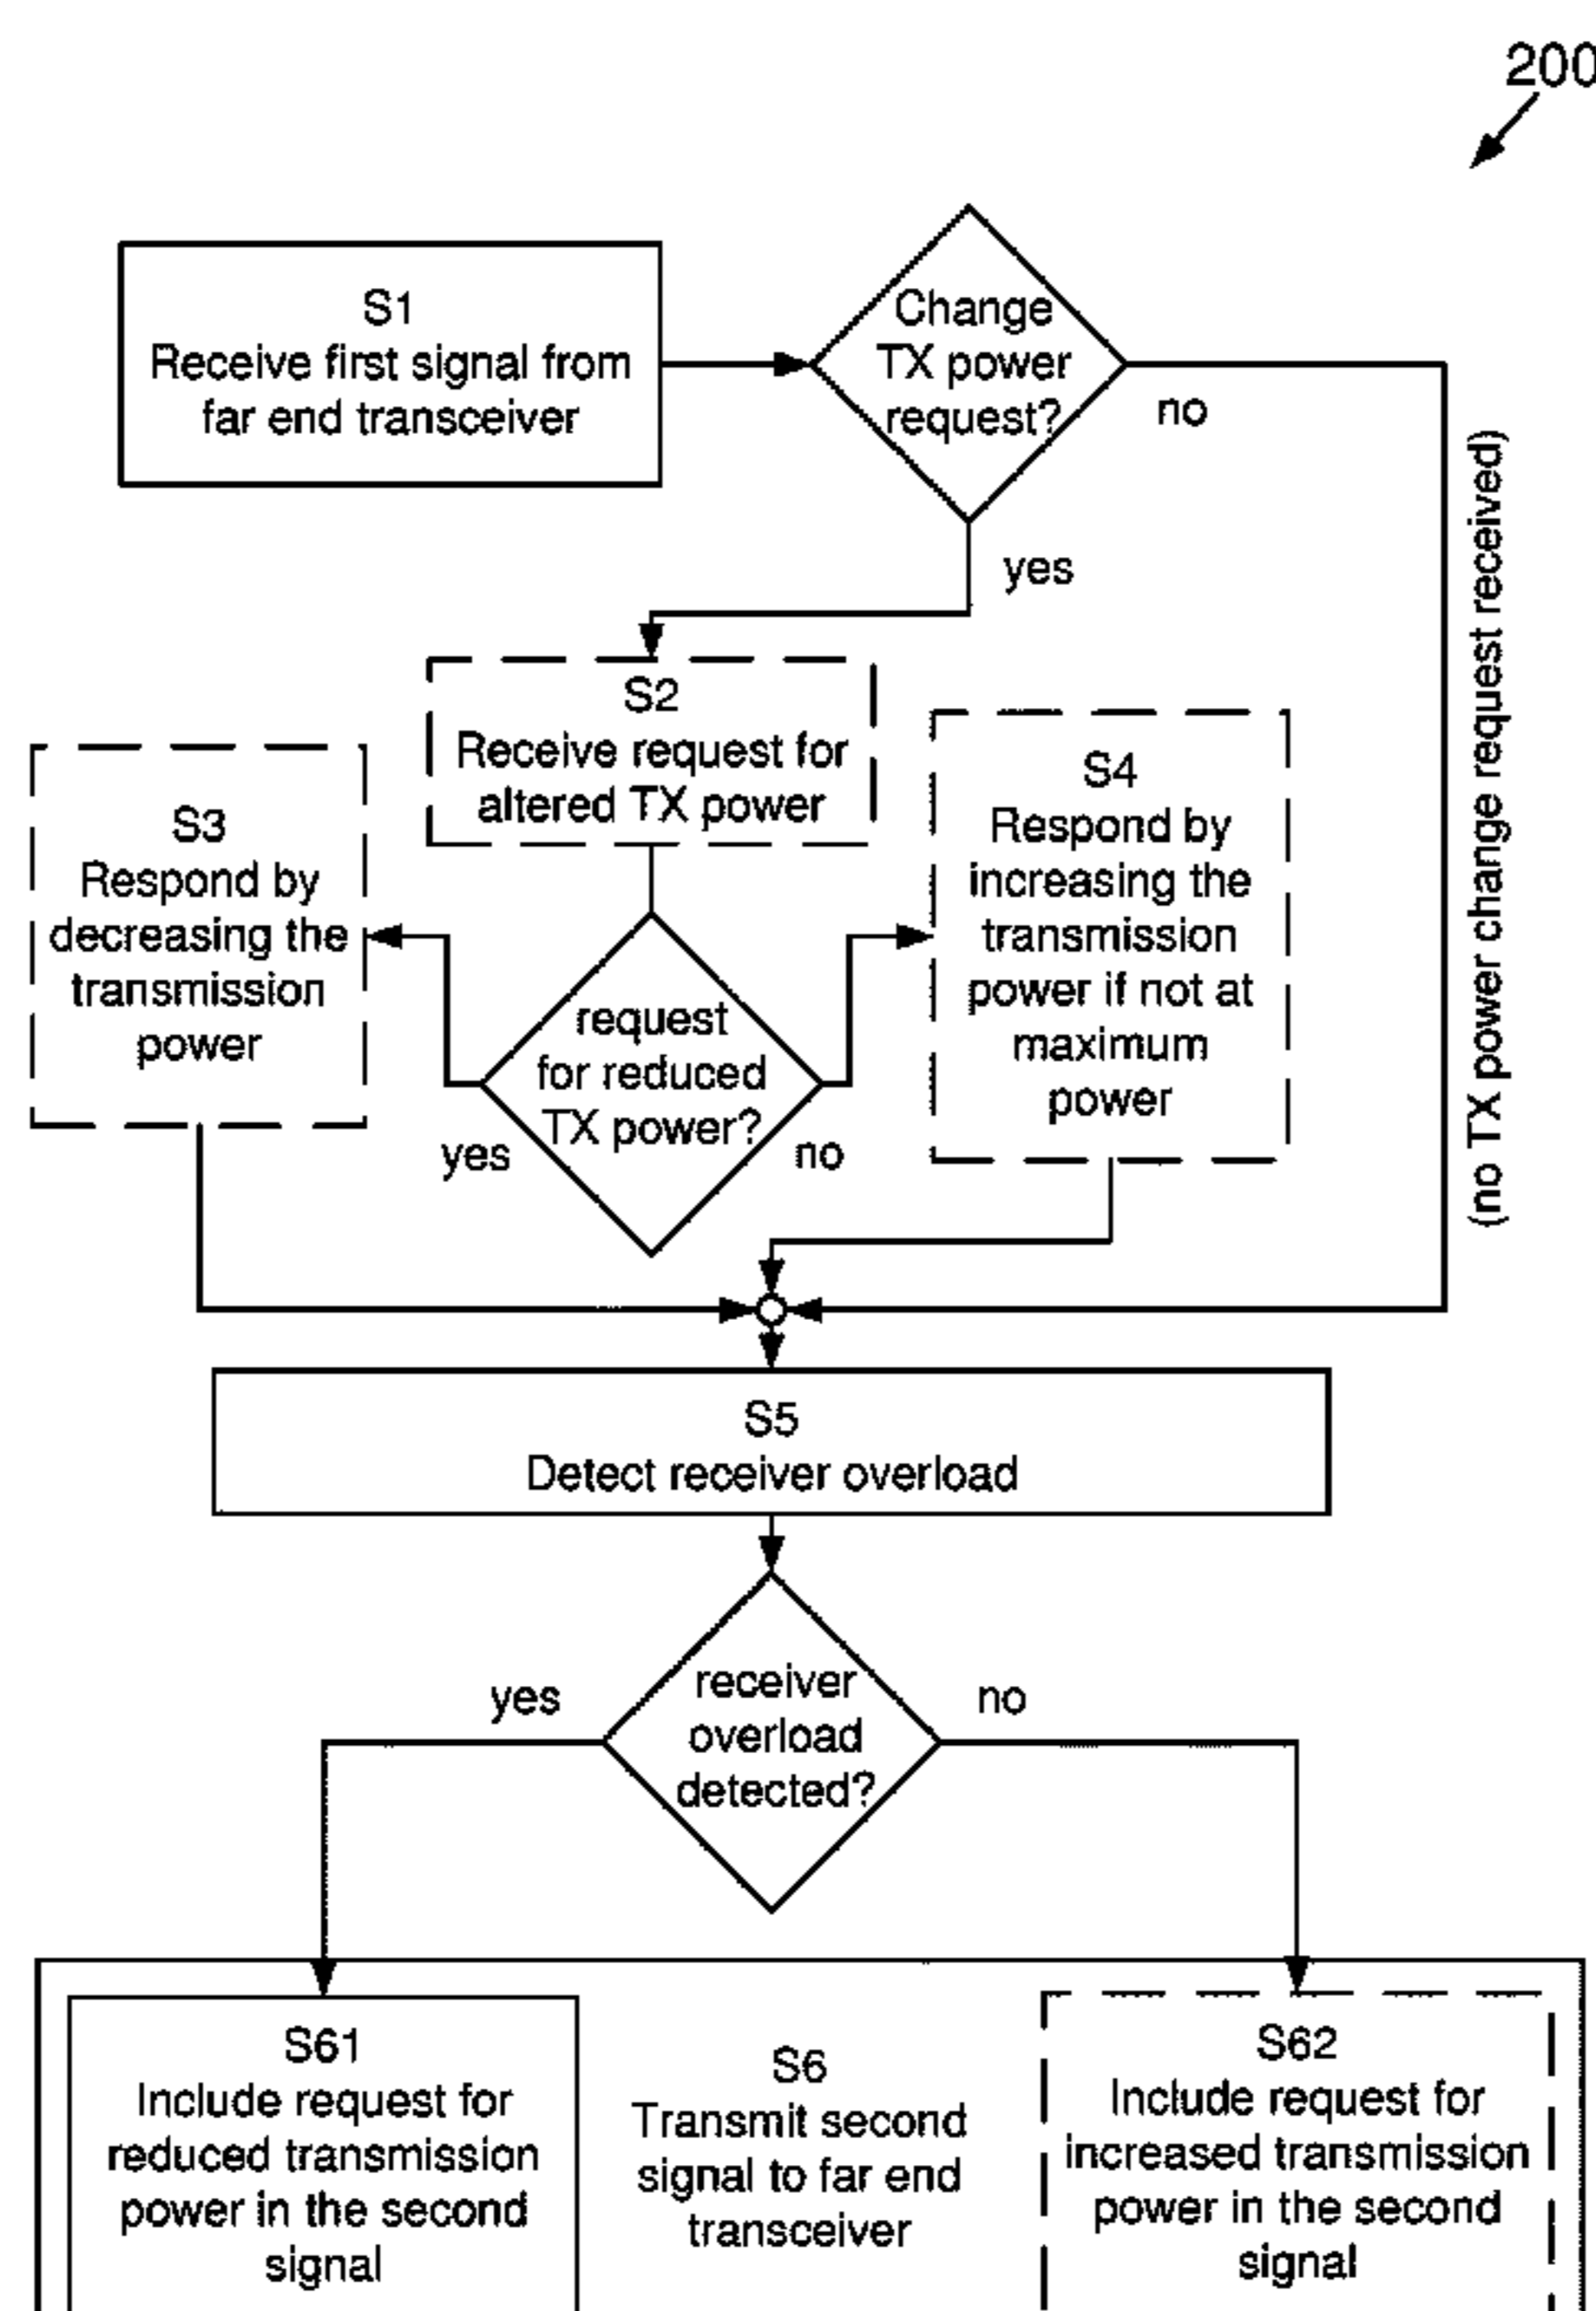 200
S1
Receive first signal from
far end transceiver
Change
TX power
request?
no
yes
(no TX power change request received)
S2
Receive request for
altered TX power
S3
Respond by
decreasing the
transmission
power
S4
Respond by
increasing the
transmission
power if not at
maximum
power
request
for reduced
TX power?
yes
no
S5
Detect receiver overload
receiver
overload
detected?
yes
no
S61
Include request for
reduced transmission
power in the second
signal
S6
Transmit second
signal to far end
transceiver
S62
Include request for
increased transmission
power in the second
signal